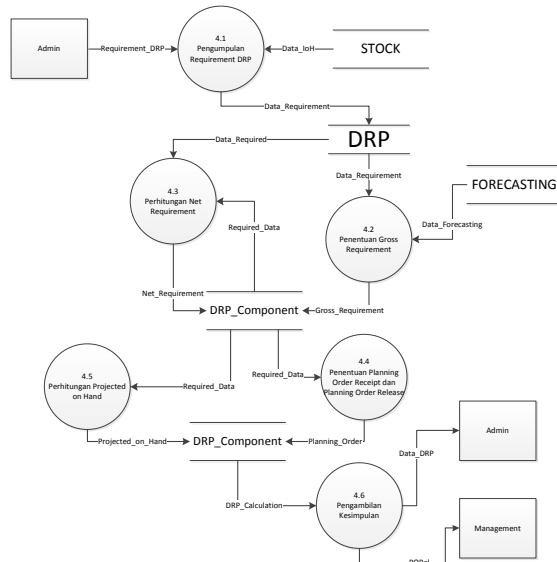 4.1
Pengumpulan
Requirement DRP
Admin
Requirement_DRP
Data_IoH
STOCK
Data_Requirement
DRP
Data_Required
Data_Requirement
FORECASTING
4.3
Perhitungan Net
Requirement
Required_Data
4.2
Penentuan Gross
Requirement
Data_Forecasting
Net_Requirement
DRP_Component
Gross_Requirement
4.5
Perhitungan Projected
on Hand
Required_Data
Required_Data
4.4
Penentuan Planning
Order Receipt dan
Planning Order Release
Projected_on_Hand
DRP_Component
Planning_Order
Admin
Data_DRP
DRP_Calculation
4.6
Pengambilan
Kesimpulan
Management